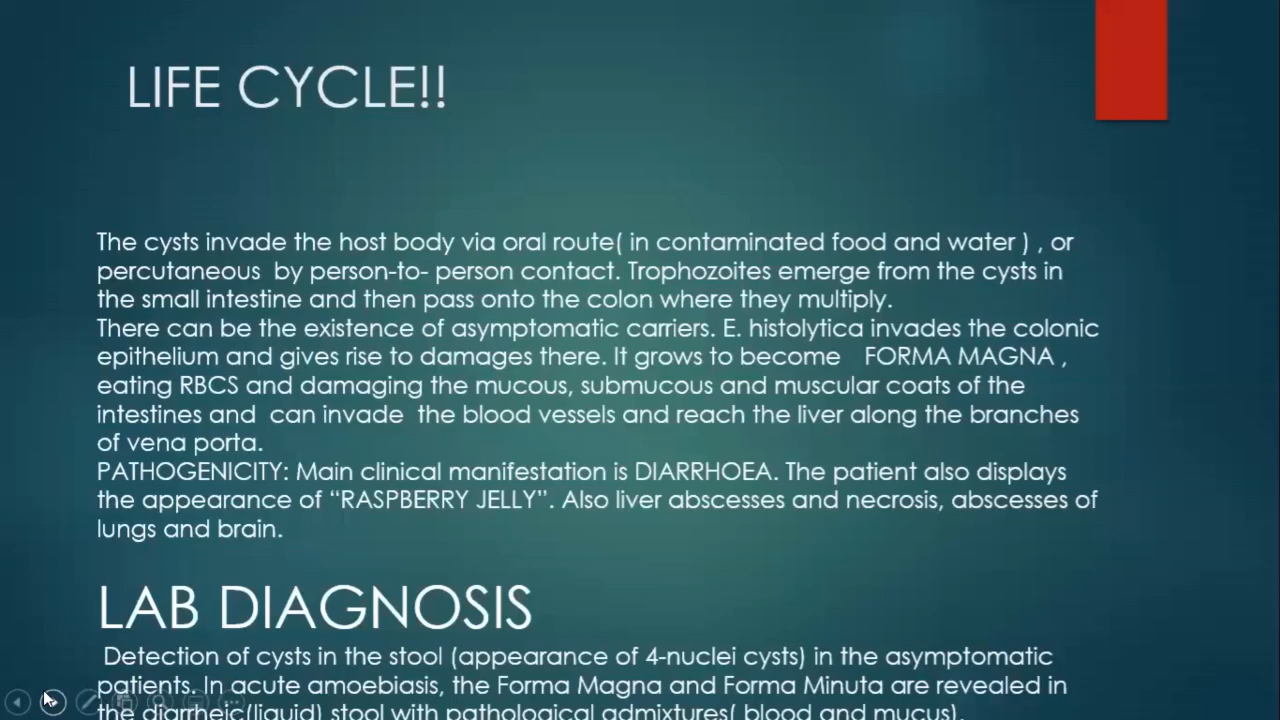 LIFE CYCLE!!
The cysts invade the host body via oral route( in contaminated food and water ) , or
percutaneous by person-to- person contact. Trophozoites emerge from the cysts in
the small intestine and then pass onto the colon where they multiply.
There can be the existence of asymptomatic carriers. E. histolytica invades the colonic
epithelium and gives rise to damages there. It grows to become FORMA MAGNA ,
eating RBCS and damaging the mucous, submucous and muscular coats of the
intestines and can invade the blood vessels and reach the liver along the branches
of vena porta.
PATHOGENICITY: Main clinical manifestation is DIARRHOEA. The patient also displays
the appearance of “RASPBERRY JELLY”. Also liver abscesses and necrosis, abscesses of
lungs and brain.
LAB DIAGNOSIS
Detection of cysts in the stool (appearance of 4-nuclei cysts) in the asymptomatic
patients. In acute amoebiasis, the Forma Magna and Forma Minuta are revealed in
the diarrheic(liquid) stool with pathological admixtures( blood and mucus).